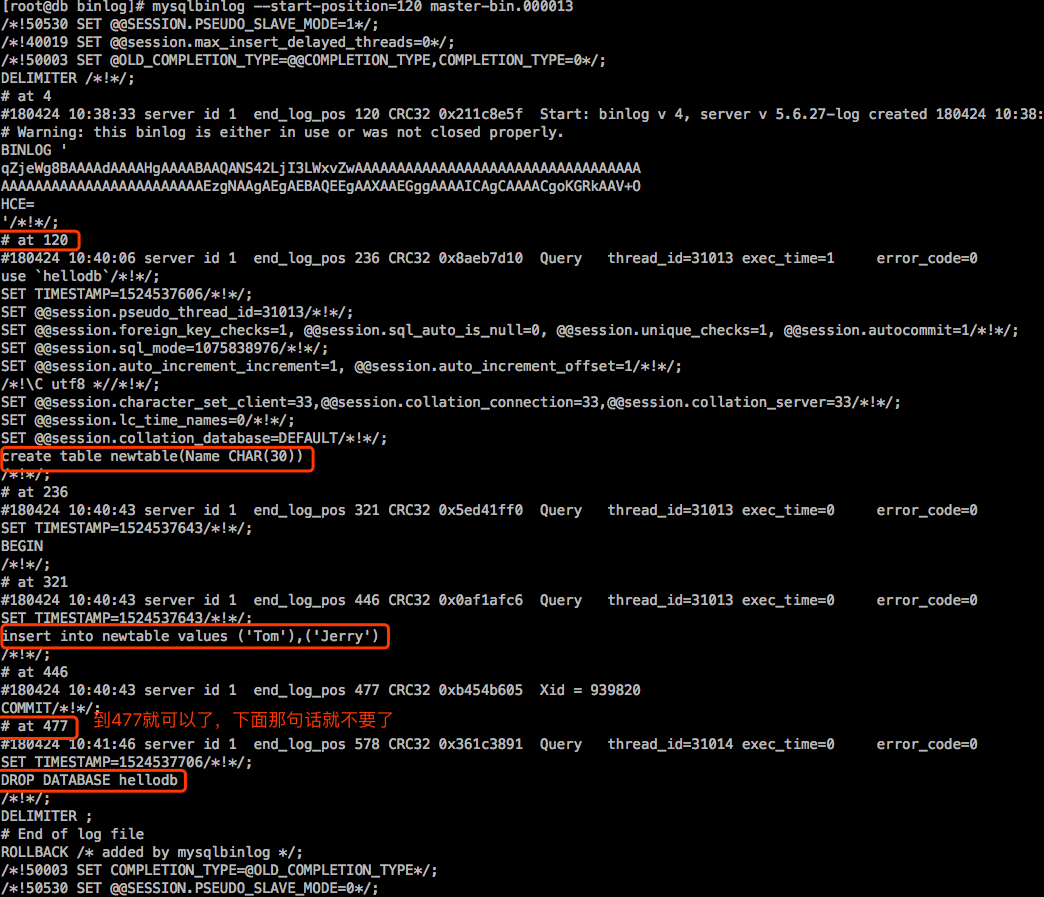 [root@db binlog]# mysqlbinlog --start-position=120 master-bin.000013
/*!50530 SET @@SESSION.PSEUDO_SLAVE_MODE=1*/;
/*!40019 SET @@session.max_insert_delayed_threads=0*/;
/*!50003 SET @OLD_COMPLETION_TYPE=@@COMPLETION_TYPE,COMPLETION_TYPE=0*/;
DELIMITER /*!*/;
# at 4
#180424 10:38:33 server id 1  end_log_pos 120 CRC32 0x211c8e5f  Start: binlog v 4, server v 5.6.27-log created 180424 10:38:
# Warning: this binlog is either in use or was not closed properly.
BINLOG '
qZjeWg8BAAAAdAAAAHgAAAABAAQANS42LjI3LWxvZwAAAAAAAAAAAAAAAAAAAAAAAAAAAAAAAAAA
AAAAAAAAAAAAAAAAAAAAAAAAEzgNAAgAEgAEBAQEEgAAXAAEGggAAAAICAgCAAAACgoKGRkAAV+O
HCE=
'/*!*/;
# at 120
#180424 10:40:06 server id 1  end_log_pos 236 CRC32 0x8aeb7d10  Query   thread_id=31013 exec_time=1     error_code=0
use `hellodb`/*!*/;
SET TIMESTAMP=1524537606/*!*/;
SET @@session.pseudo_thread_id=31013/*!*/;
SET @@session.foreign_key_checks=1, @@session.sql_auto_is_null=0, @@session.unique_checks=1, @@session.autocommit=1/*!*/;
SET @@session.sql_mode=1075838976/*!*/;
SET @@session.auto_increment_increment=1, @@session.auto_increment_offset=1/*!*/;
/*!\C utf8 *//*!*/;
SET @@session.character_set_client=33,@@session.collation_connection=33,@@session.collation_server=33/*!*/;
SET @@session.lc_time_names=0/*!*/;
SET @@session.collation_database=DEFAULT/*!*/;
create table newtable(Name CHAR(30))
/*!*/;
# at 236
#180424 10:40:43 server id 1  end_log_pos 321 CRC32 0x5ed41ff0  Query   thread_id=31013 exec_time=0     error_code=0
SET TIMESTAMP=1524537643/*!*/;
BEGIN
/*!*/;
# at 321
#180424 10:40:43 server id 1  end_log_pos 446 CRC32 0x0af1afc6  Query   thread_id=31013 exec_time=0     error_code=0
SET TIMESTAMP=1524537643/*!*/;
insert into newtable values ('Tom'),('Jerry')
/*!*/;
# at 446
#180424 10:40:43 server id 1  end_log_pos 477 CRC32 0xb454b605  Xid = 939820
COMMIT/*!*/;
# at 477 到477就可以了，下面那句话就不要了
#180424 10:41:46 server id 1  end_log_pos 578 CRC32 0x361c3891  Query   thread_id=31014 exec_time=0     error_code=0
SET TIMESTAMP=1524537706/*!*/;
DROP DATABASE hellodb
/*!*/;
DELIMITER ;
# End of log file
ROLLBACK /* added by mysqlbinlog */;
/*!50003 SET COMPLETION_TYPE=@OLD_COMPLETION_TYPE*/;
/*!50530 SET @@SESSION.PSEUDO_SLAVE_MODE=0*/;